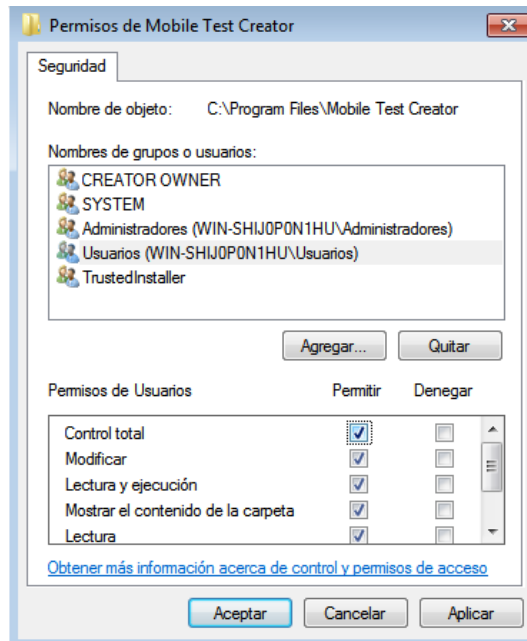 Permisos de Mobile Test Creator
Seguridad
Nombre de objeto: C:\Program Files\Mobile Test Creator
Nombres de grupos o usuarios:
CREATOR OWNER
SYSTEM
Administradores (WIN-SHIJ0P0N1HU\Administradores)
Usuarios (WIN-SHIJ0P0N1HU\Usuarios)
TrustedInstaller
Agregar... Quitar
Permisos de Usuarios Permitir Denegar
Control total
Modificar
Lectura y ejecución
Mostrar el contenido de la carpeta
Lectura
Obtener más información acerca de control y permisos de acceso
Aceptar Cancelar Aplicar